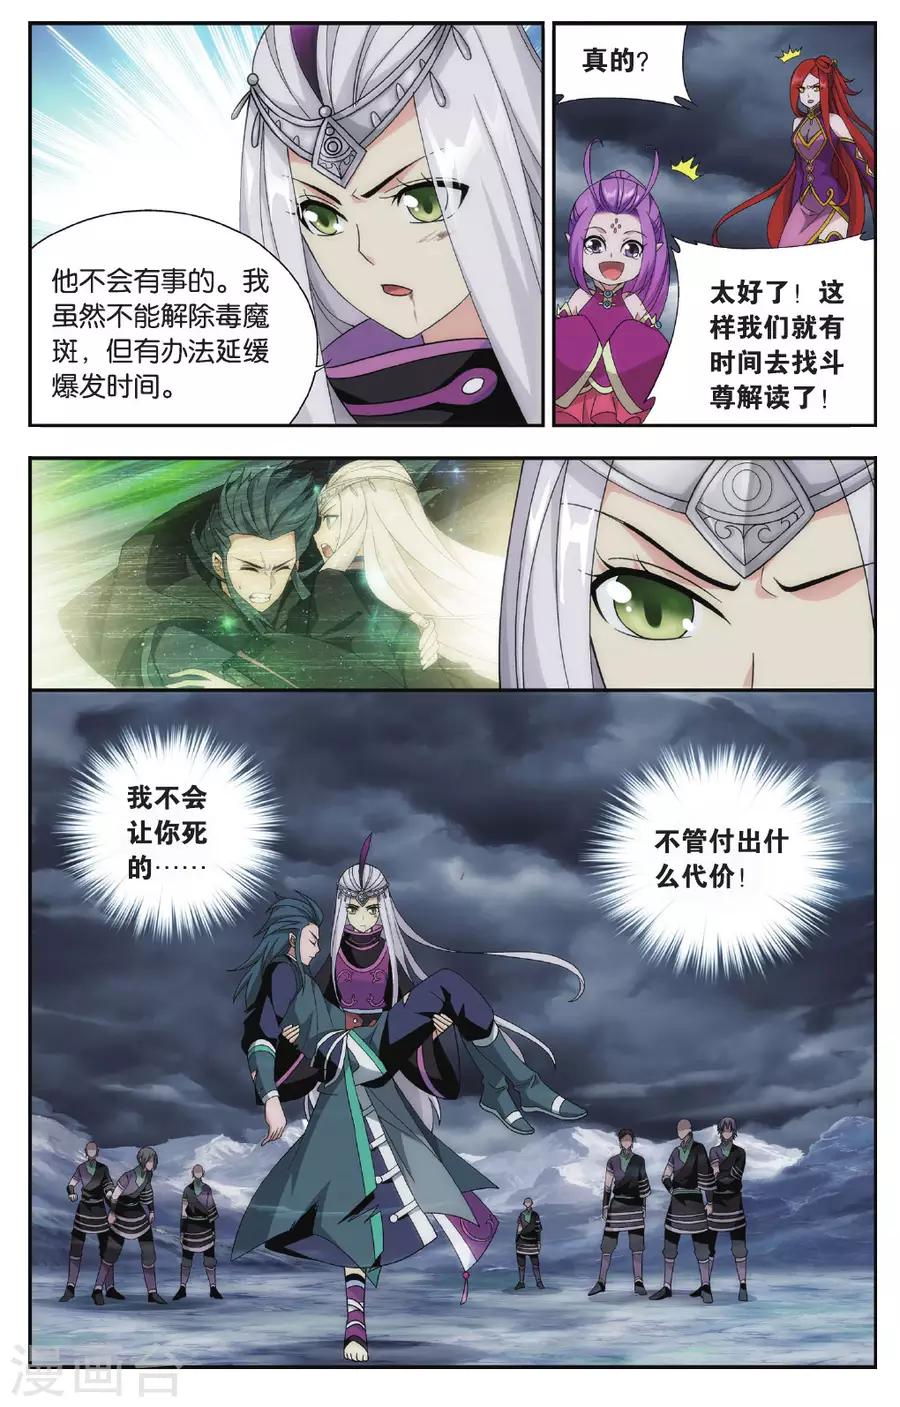 他不会有事的。我
虽然不能解除毒魔
斑，但有办法延缓
爆发时间。
真的？
太好了！这
样我们就有
时间去找斗
尊解读了！
我不会
让你死
的……
不管付出什
么代价！
漫画台